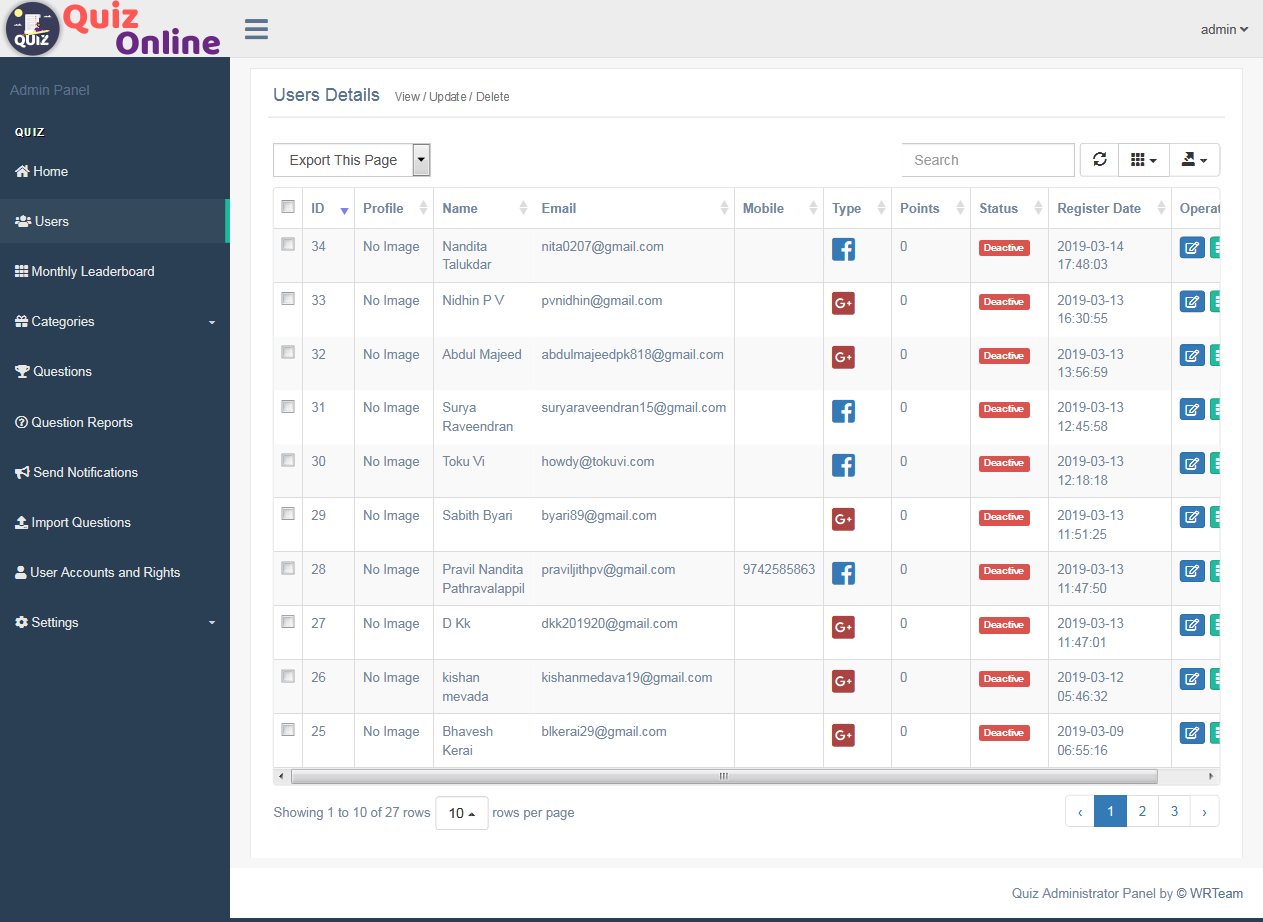 QUIZ
Quiz
Online
admin
Admin Panel
QUIZ
Home
Users
Monthly Leaderboard
Categories
Questions
Question Reports
Send Notifications
Import Questions
User Accounts and Rights
Settings
Users Details View / Update / Delete
Export This Page Search
ID Profile Name Email Mobile Type Points Status Register Date Operat
34 No Image Nandita nita0207@gmail.com 0 Deactive 2019-03-14
Talukdar 17:48:03
33 No Image Nidhin P V pvnidhin@gmail.com G+ 0 Deactive 2019-03-13
16:30:55
32 No Image Abdul Majeed abdulmajeedpk818@gmail.com G+ 0 Deactive 2019-03-13
13:56:59
31 No Image Surya suryaraveendran15@gmail.com 0 Deactive 2019-03-13
Raveendran 12:45:58
30 No Image Toku Vi howdy@tokuvi.com 0 Deactive 2019-03-13
12:18:18
29 No Image Sabith Byari byari89@gmail.com G+ 0 Deactive 2019-03-13
11:51:25
28 No Image Pravil Nandita praviljithpv@gmail.com 9742585863 0 Deactive 2019-03-13
Pathravalappil 11:47:50
27 No Image D Kk dkk201920@gmail.com G+ 0 Deactive 2019-03-13
11:47:01
26 No Image kishan kishanmedava19@gmail.com G+ 0 Deactive 2019-03-12
mevada 05:46:32
25 No Image Bhavesh blkerai29@gmail.com G+ 0 Deactive 2019-03-09
Kerai 06:55:16
Showing 1 to 10 of 27 rows 10 rows per page ‹ 1 2 3 ›
Quiz Administrator Panel by © WRTeam